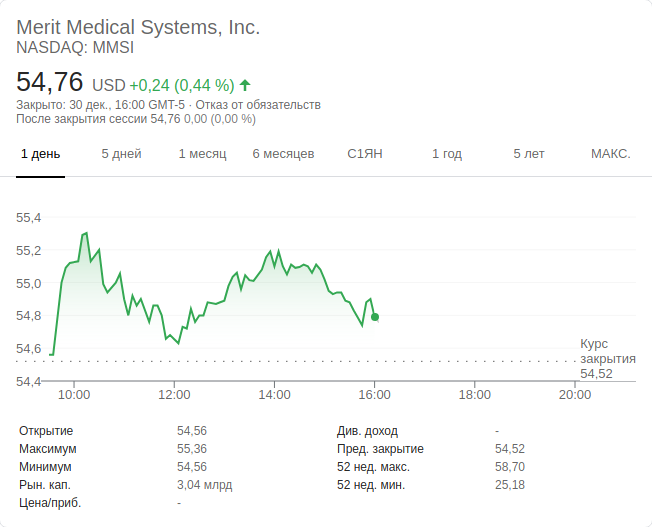 Merit Medical Systems, Inc.
NASDAQ: MMSI
54,76 USD +0,24 (0,44 %)
Закрыто: 30 дек., 16:00 GMT-5 · Отказ от обязательств
После закрытия сессии 54,76 0,00 (0,00 %)
1 день 5 дней 1 месяц 6 месяцев С1ЯН 1 год 5 лет МАКС.
55,4
55,2
55,0
54,8
54,6
54,4
Курс
закрытия
54,52
10:00 12:00 14:00 16:00 18:00 20:00
Открытие 54,56 Див. доход -
Максимум 55,36 Пред. закрытие 54,52
Минимум 54,56 52 нед. макс. 58,70
Рын. кап. 3,04 млрд 52 нед. мин. 25,18
Цена/приб. -